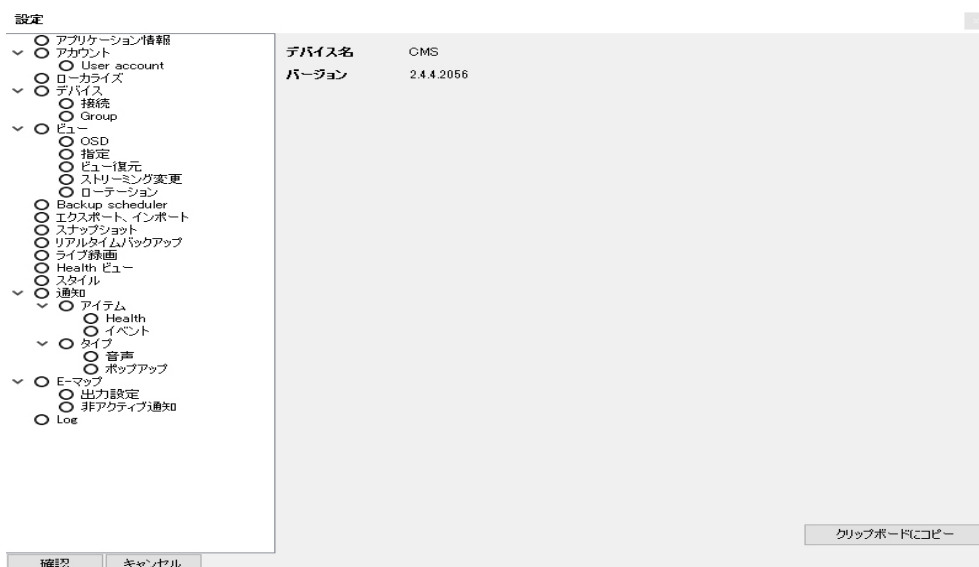 設定
アプリケーション情報
アカウント
User account
ローカライズ
デバイス
接続
Group
ビュー
OSD
指定
ビュー復元
ストリーミング変更
ローテーション
Backup scheduler
エクスポート、インポート
スナップショット
リアルタイムバックアップ
ライブ録画
Health ビュー
スタイル
通知
アイテム
Health
イベント
タイプ
音声
ポップアップ
E-マップ
出力設定
非アクティブ通知
Log
デバイス名 CMS
バージョン 2.4.4.2056
クリップボードにコピー
確認 キャンセル